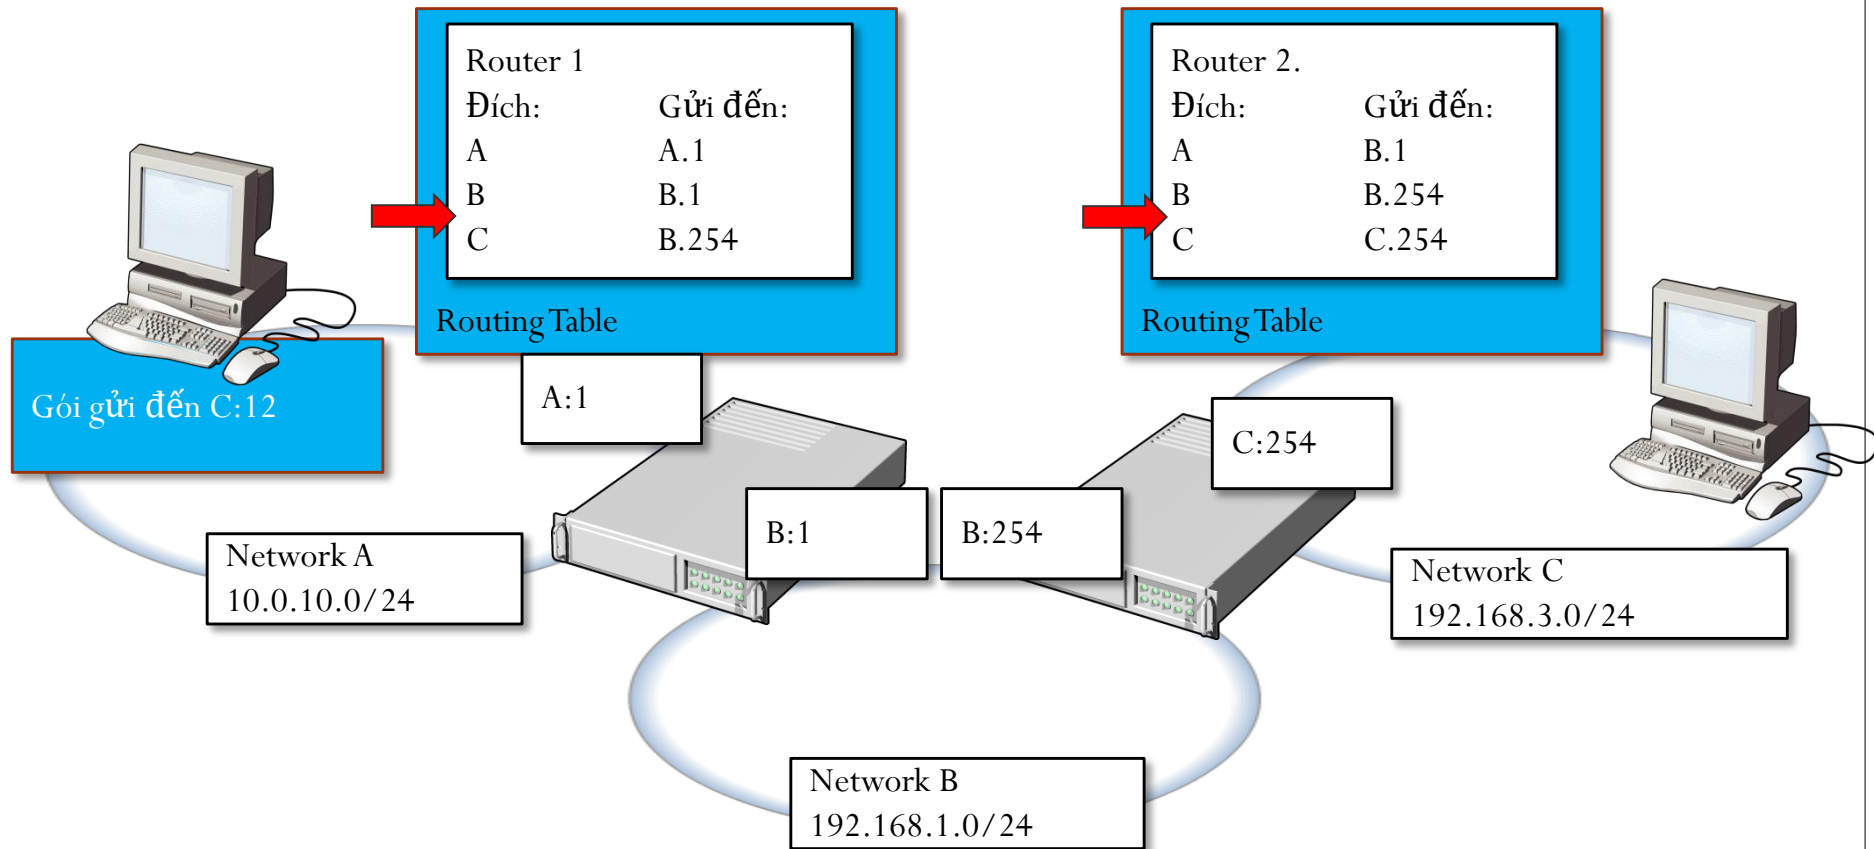 Router 1
Đích: Gửi đến:
A A.1
B B.1
C B.254
Routing Table
Router 2.
Đích: Gửi đến:
A B.1
B B.254
C C.254
Routing Table
Gói gửi đến C:12
A:1
B:1
B:254
C:254
Network A
10.0.10.0/24
Network C
192.168.3.0/24
Network B
192.168.1.0/24